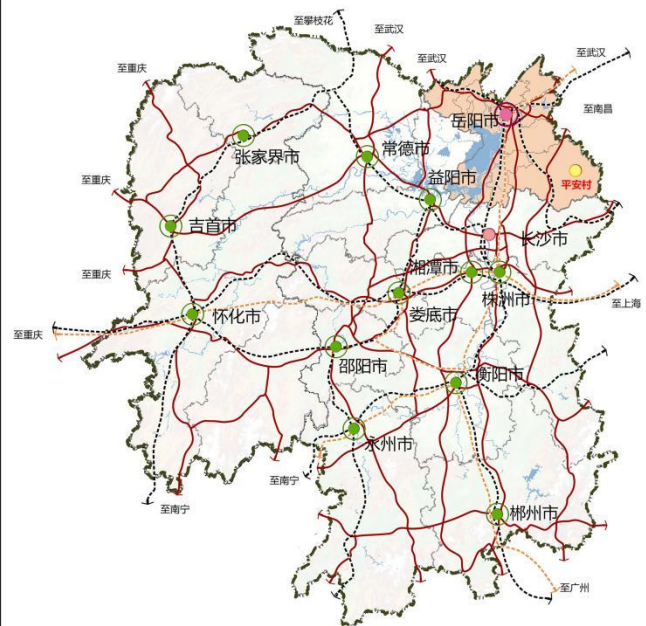 至攀枝花
至武汉
至武汉
至武汉
至重庆
岳阳市
至南昌
张家界市
常德市
益阳市
平安村
至重庆
吉首市
长沙市
湘潭市
至重庆
株洲市
至上海
怀化市
娄底市
至重庆
邵阳市
衡阳市
永州市
至南宁
至南宁
郴州市
至广州